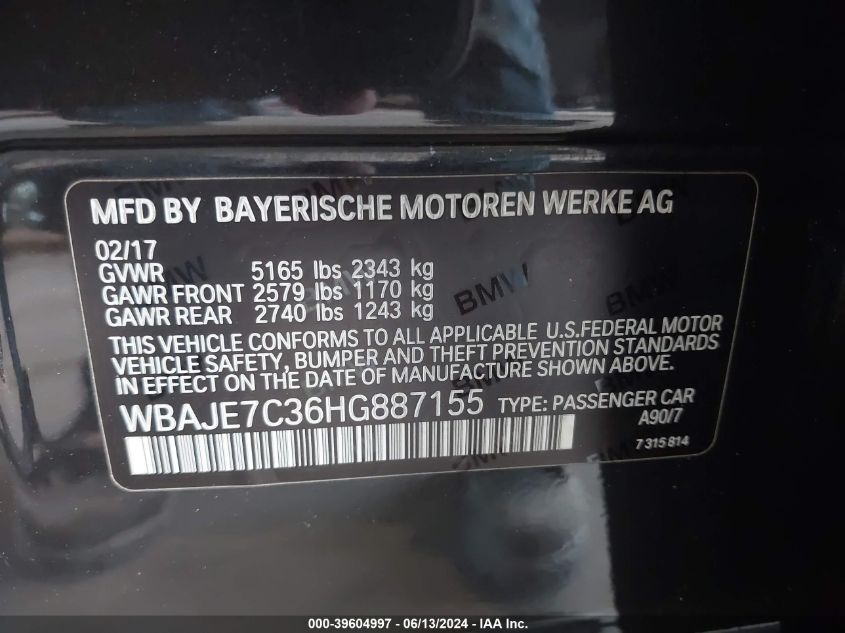 MFD BY BAYERISCHE MOTOREN WERKE AG
02/17
GVWR 5165 lbs 2343 kg
GAWR FRONT 2579 lbs 1170 kg
GAWR REAR 2740 lbs 1243 kg
THIS VEHICLE CONFORMS TO ALL APPLICABLE U.S.FEDERAL MOTOR
VEHICLE SAFETY, BUMPER AND THEFT PREVENTION STANDARDS
IN EFFECT ON THE DATE OF MANUFACTURE SHOWN ABOVE.
WBAJE7C36HG887155 TYPE: PASSENGER CAR
A90/7
7315814
BMW
000-39604997 - 06/13/2024 - IAA Inc.